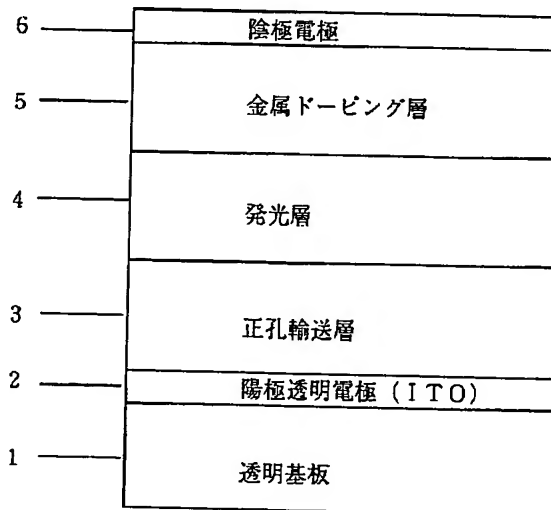 6 陰極電極
5 金属ドーピング層
4 発光層
3 正孔輸送層
2 陽極透明電極(ITO)
1 透明基板